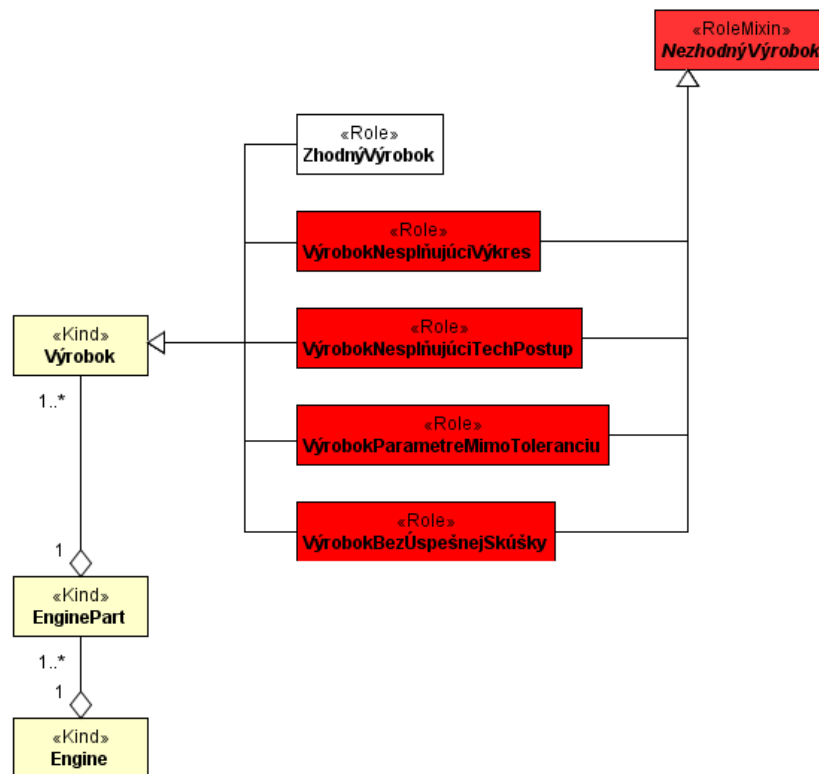 «RoleMixin»
NezhodnýVýrobok
«Role»
ZhodnýVýrobok
«Role»
VýrobokNesplňujúciVýkres
«Kind»
Výrobok
«Role»
VýrobokNesplňujúciTechPostup
1..*
«Role»
VýrobokParametreMimoToleranciu
«Role»
VýrobokBezÚspešnejSkúšky
1
«Kind»
EnginePart
1..*
1
«Kind»
Engine